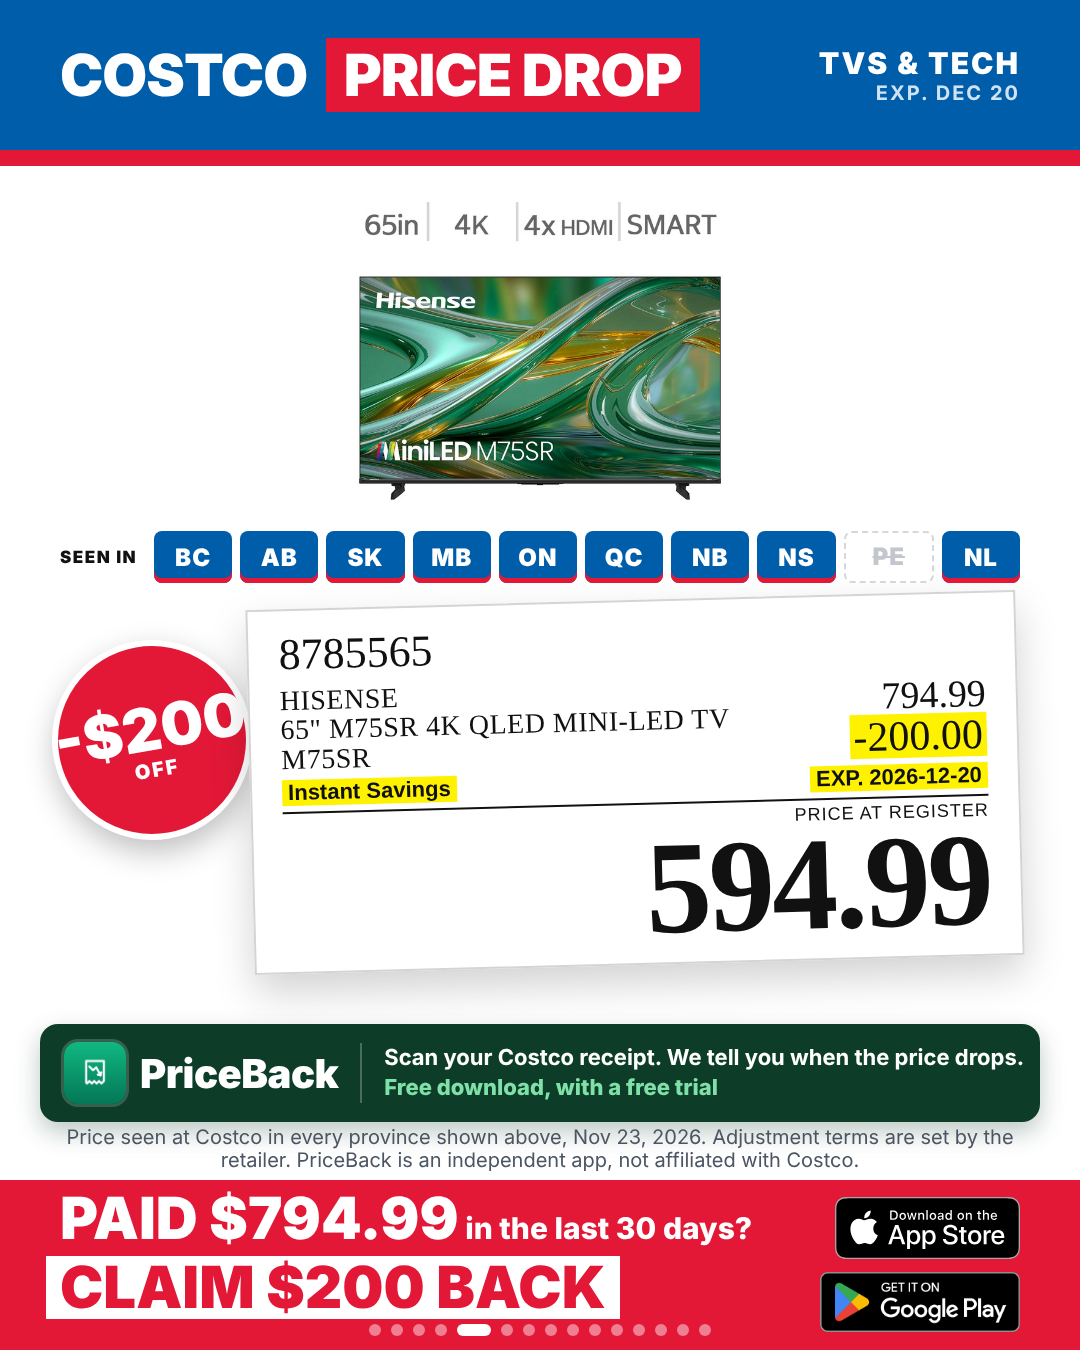 COSTCO PRICE DROP
TVS & TECH
EXP. DEC 20
65in 4K 4x HDMI SMART
Hisense
MiniLED M75SR
SEEN IN BC AB SK MB ON QC NB NS PE NL
-$200
OFF
8785565
HISENSE
65" M75SR 4K QLED MINI-LED TV
M75SR
Instant Savings
794.99
-200.00
EXP. 2026-12-20
PRICE AT REGISTER
594.99
PriceBack
Scan your Costco receipt. We tell you when the price drops.
Free download, with a free trial
Price seen at Costco in every province shown above, Nov 23, 2026. Adjustment terms are set by the
retailer. PriceBack is an independent app, not affiliated with Costco.
PAID $794.99 in the last 30 days?
CLAIM $200 BACK
Download on the
App Store
GET IT ON
Google Play